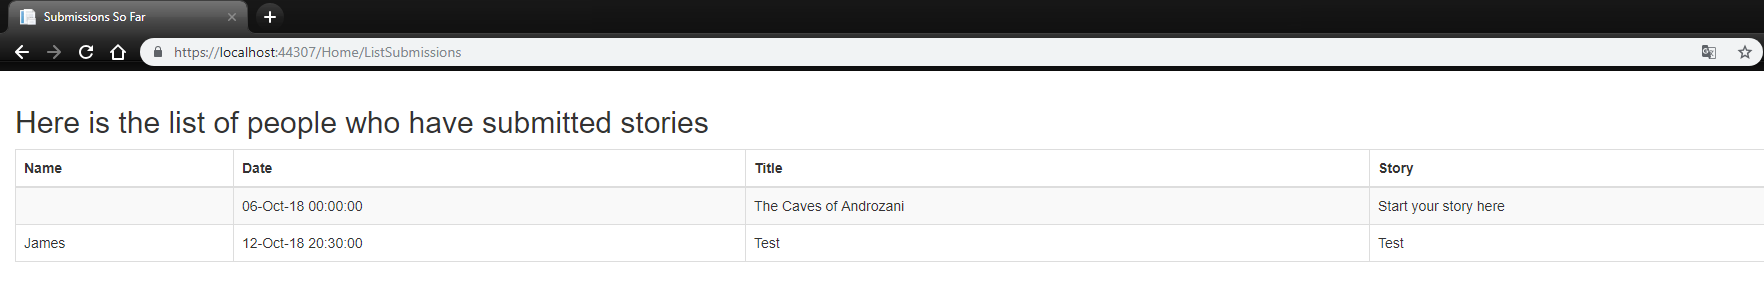 Submissions So Far
https://localhost:44307/Home/ListSubmissions
Here is the list of people who have submitted stories
Name Date Title Story
06-Oct-18 00:00:00 The Caves of Androzani Start your story here
James 12-Oct-18 20:30:00 Test Test